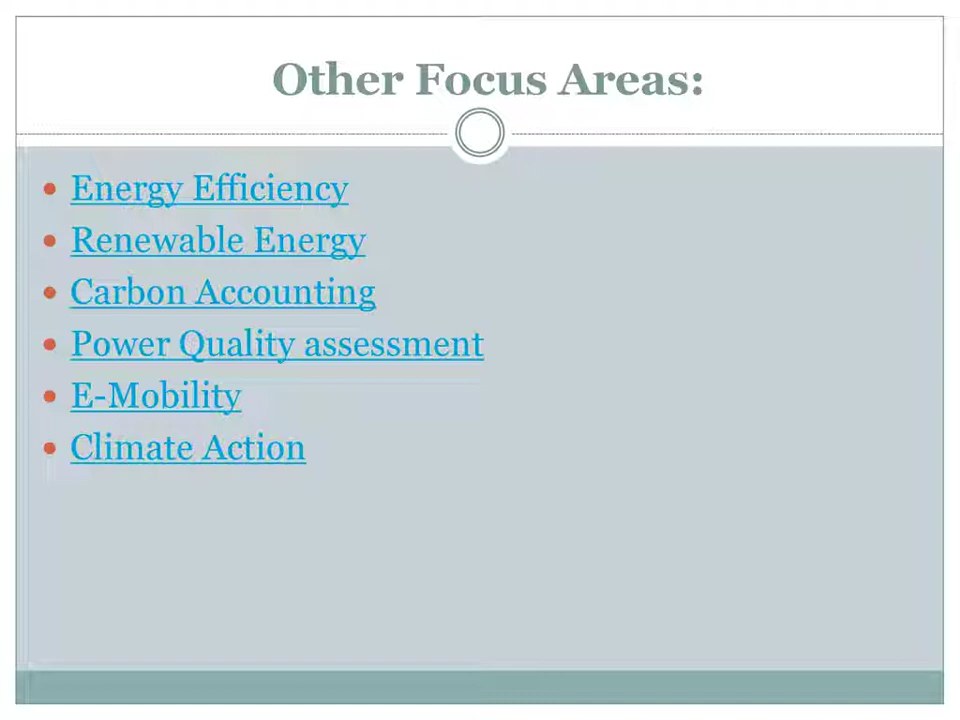 Other Focus Areas:
• Energy Efficiency
• Renewable Energy
• Carbon Accounting
• Power Quality assessment
• E-Mobility
• Climate Action